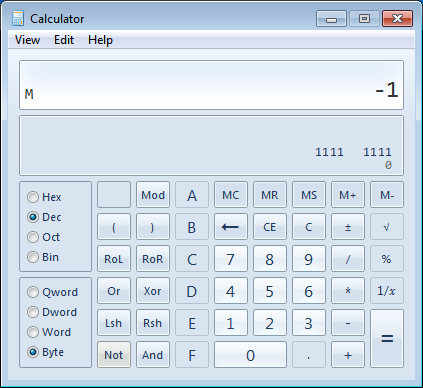 Calculator
View Edit Help
M -1
1111 1111
0
Hex Mod A MC MR MS M+ M-
Dec ( ) B ← CE C ± √
Oct RoL RoR C 7 8 9 / %
Bin
Qword Or Xor D 4 5 6 * 1/x
Dword
Word Lsh Rsh E 1 2 3 - =
Byte Not And F 0 . +